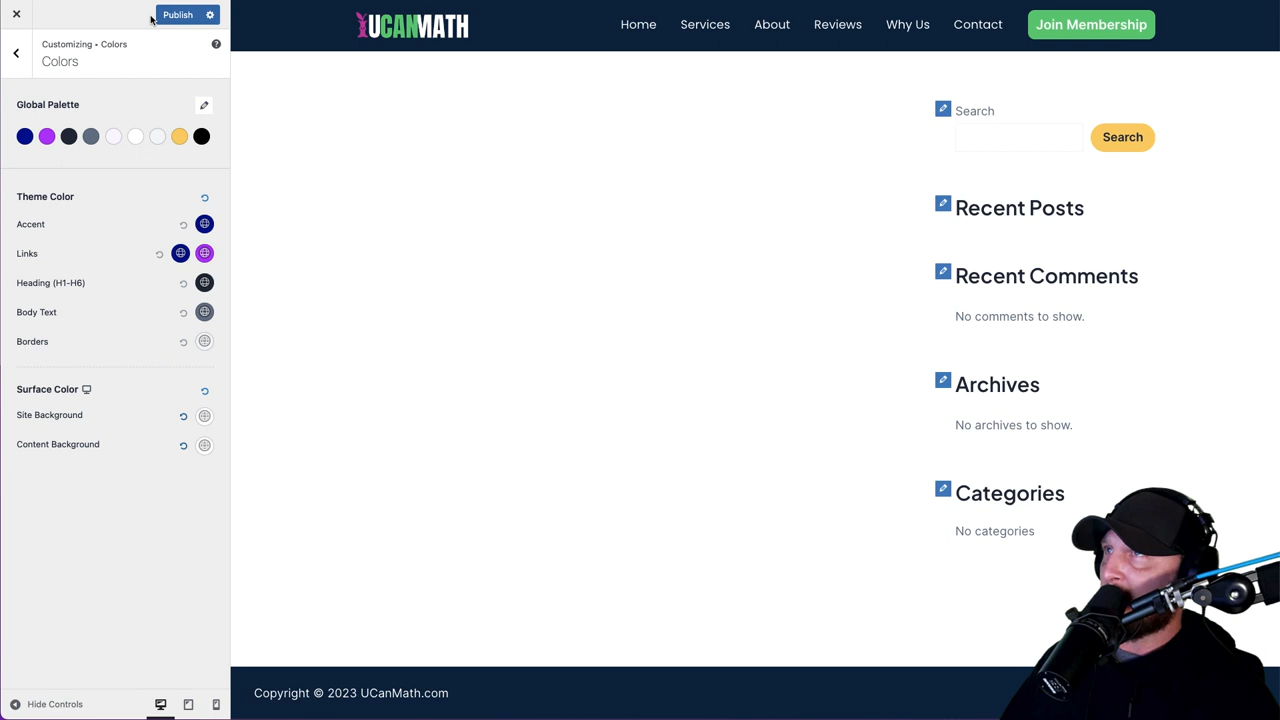 Publish
Customizing • Colors
Colors
Global Palette
Theme Color
Accent
Links
Heading (H1-H6)
Body Text
Borders
Surface Color
Site Background
Content Background
Hide Controls
UCANMATH
Home Services About Reviews Why Us Contact Join Membership
Search
Search
Recent Posts
Recent Comments
No comments to show.
Archives
No archives to show.
Categories
No categories
Copyright © 2023 UCanMath.com